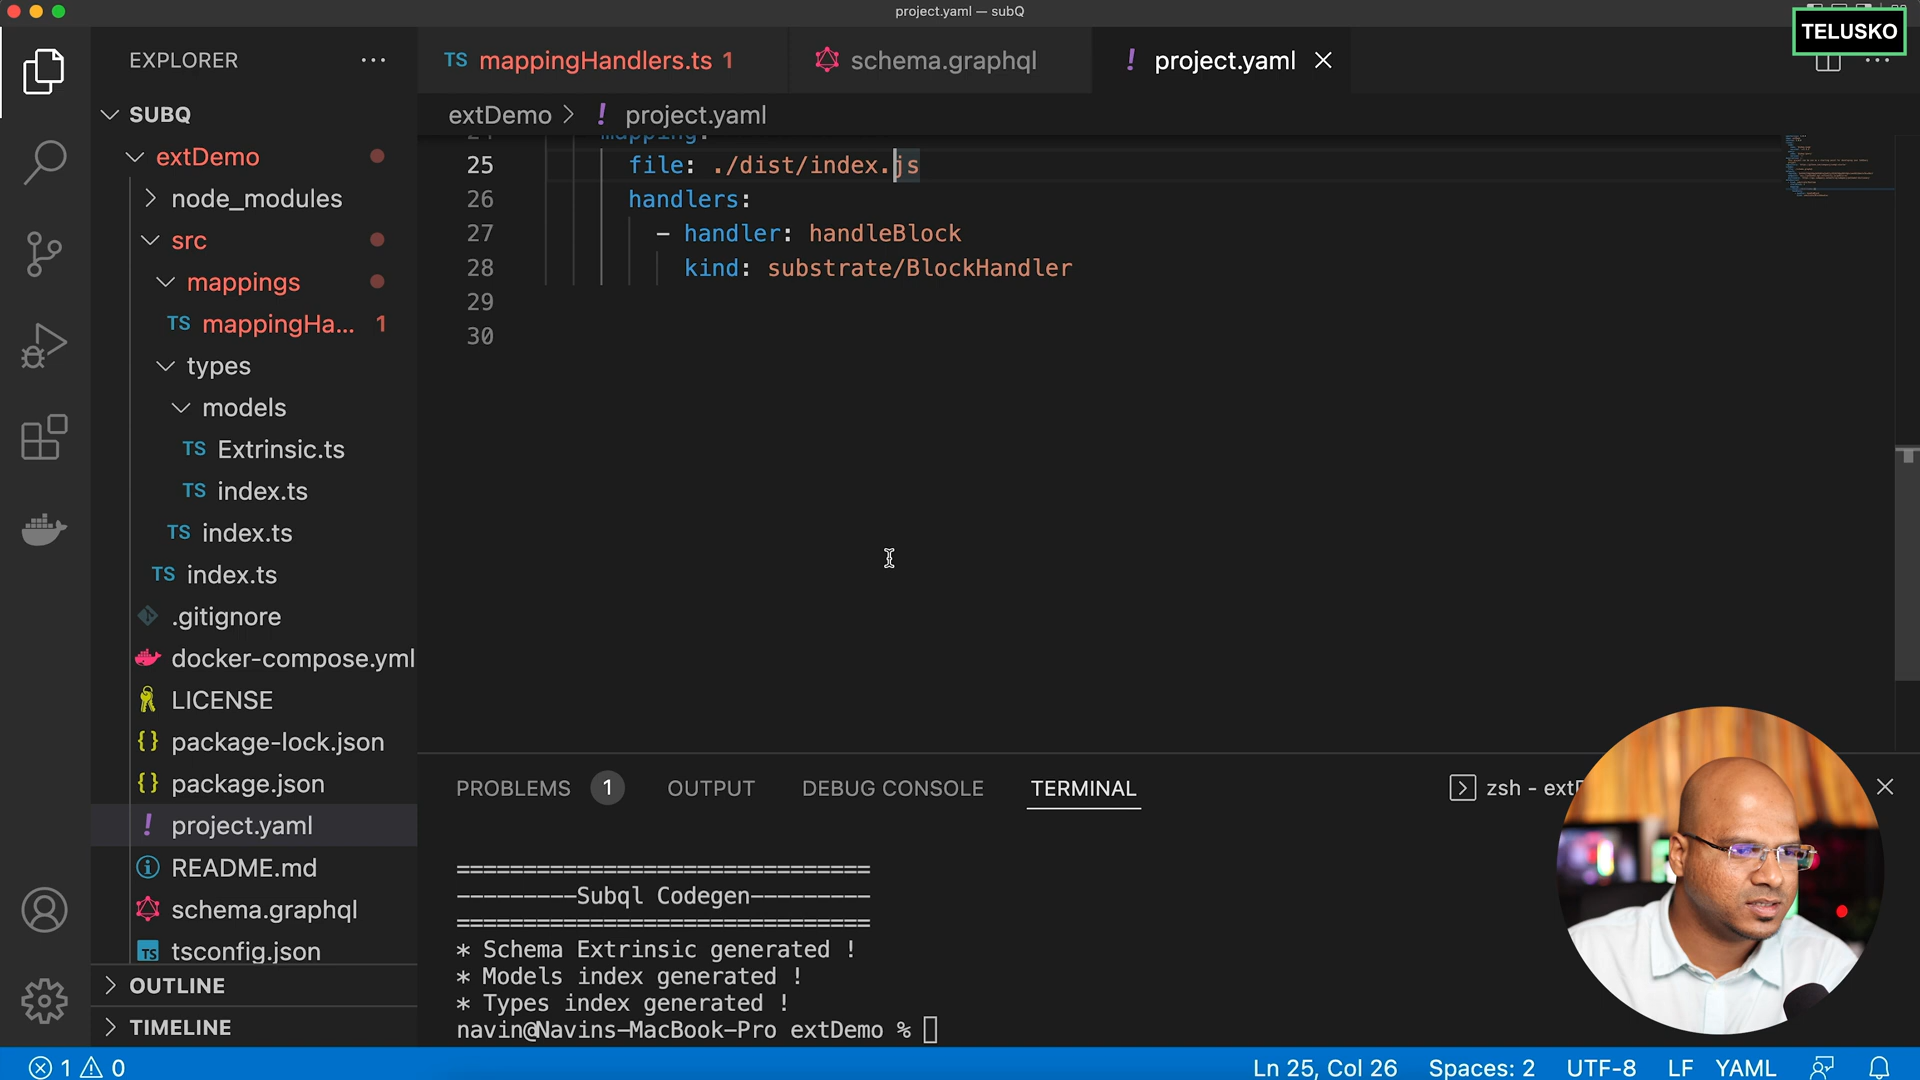 project.yaml — subQ
TELUSKO
EXPLORER
TS mappingHandlers.ts 1
schema.graphql
! project.yaml
SUBQ
extDemo > ! project.yaml
extDemo
node_modules
src
mappings
TS mappingHa... 1
types
models
TS Extrinsic.ts
TS index.ts
TS index.ts
TS index.ts
.gitignore
docker-compose.yml
LICENSE
{} package-lock.json
{} package.json
! project.yaml
README.md
schema.graphql
TS tsconfig.json
OUTLINE
TIMELINE
24 mapping:
25 file: ./dist/index.js
26 handlers:
27 - handler: handleBlock
28 kind: substrate/BlockHandler
29
30
PROBLEMS 1 OUTPUT DEBUG CONSOLE TERMINAL
zsh - extD
===============================
---------Subql Codegen---------
===============================
* Schema Extrinsic generated !
* Models index generated !
* Types index generated !
navin@Navins-MacBook-Pro extDemo %
1 0
Ln 25, Col 26 Spaces: 2 UTF-8 LF YAML